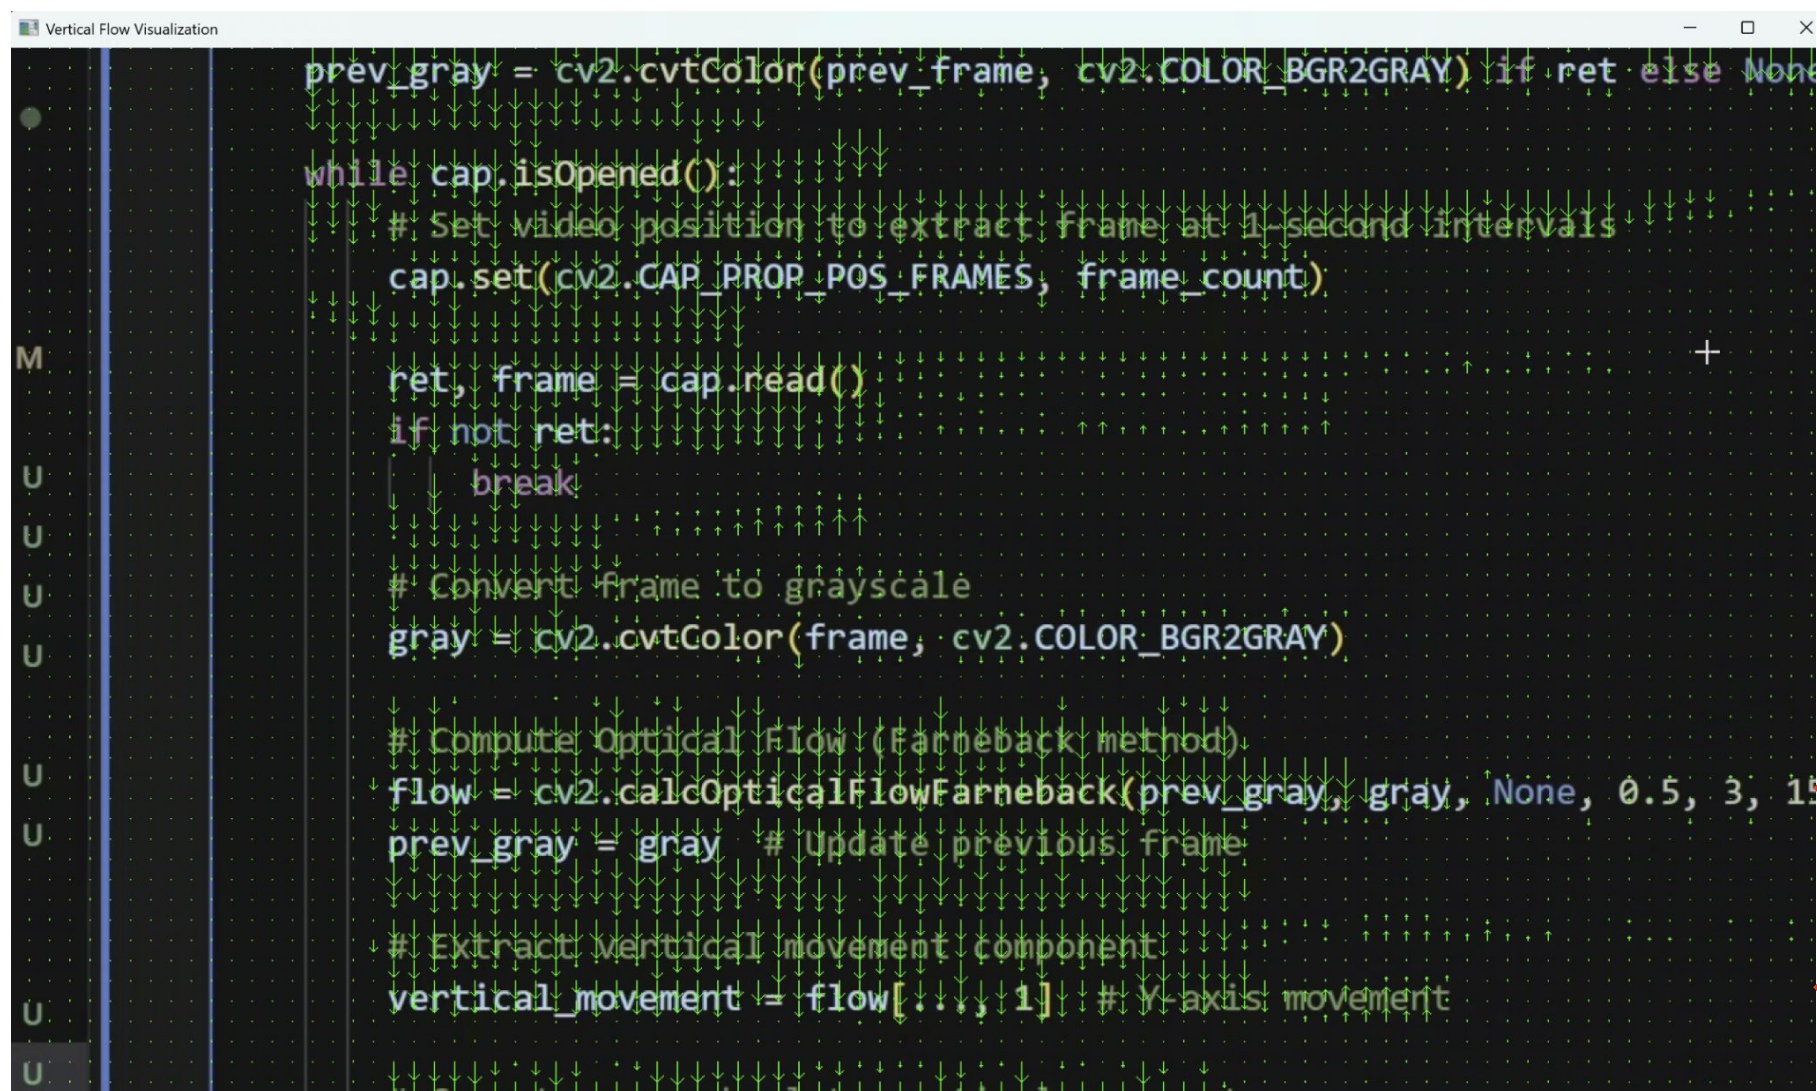 Vertical Flow Visualization
prev_gray = cv2.cvtColor(prev_frame, cv2.COLOR_BGR2GRAY) if ret else None
while cap.isOpened():
# Set video position to extract frame at 1-second intervals
cap.set(cv2.CAP_PROP_POS_FRAMES, frame_count)
M
ret, frame = cap.read()
if not ret:
U
break
U
# Convert frame to grayscale
U
gray = cv2.cvtColor(frame, cv2.COLOR_BGR2GRAY)
U
# Compute Optical Flow (Farneback method)
U
flow = cv2.calcOpticalFlowFarneback(prev_gray, gray, None, 0.5, 3, 15
U
prev_gray = gray # Update previous frame
# Extract vertical movement component
vertical_movement = flow[..., 1] # Y-axis movement
U
U